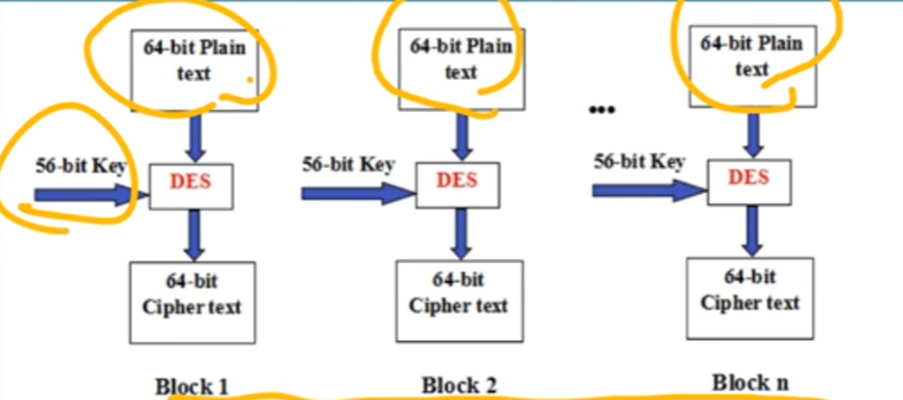 64-bit Plain
text
56-bit Key
DES
64-bit
Cipher text
Block 1
64-bit Plain
text
56-bit Key
DES
64-bit
Cipher text
Block 2
...
64-bit Plain
text
56-bit Key
DES
64-bit
Cipher text
Block n